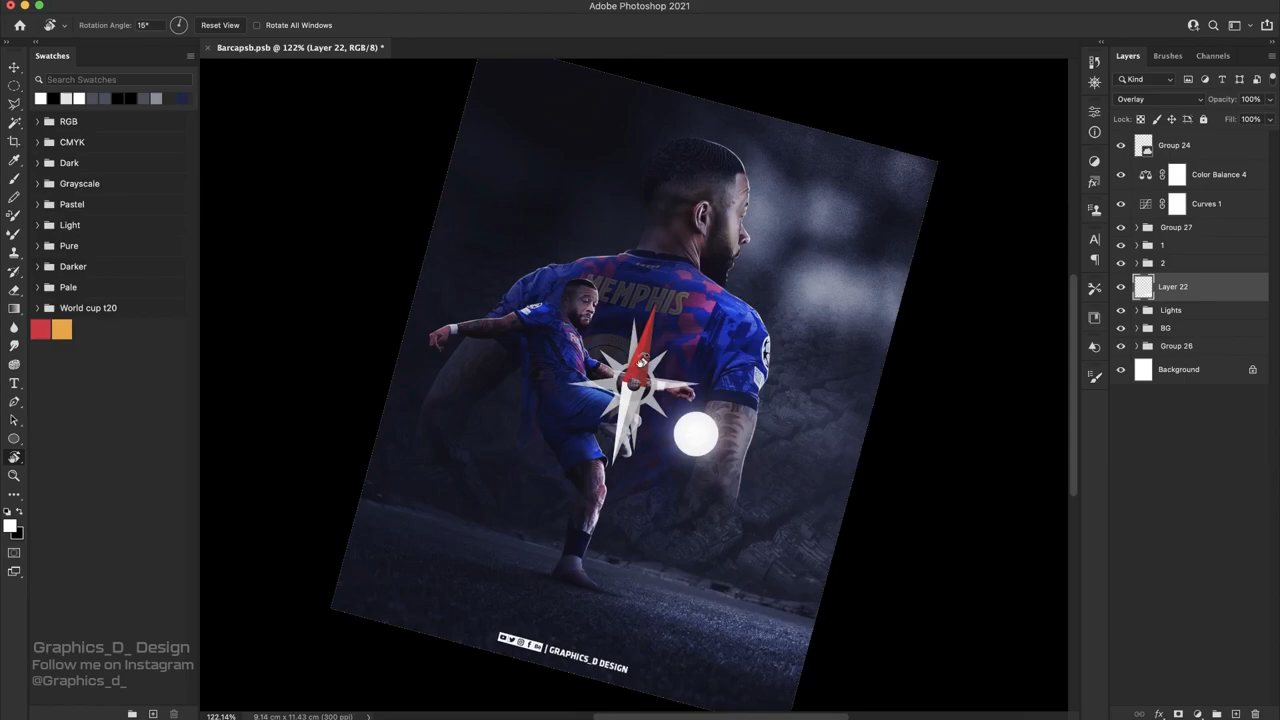 Adobe Photoshop 2021
Rotation Angle: 15°
Reset View
Rotate All Windows
Barcapsb.psb @ 122% (Layer 22, RGB/8) *
Swatches
Search Swatches
RGB
CMYK
Dark
Grayscale
Pastel
Light
Pure
Darker
Pale
World cup t20
Graphics_D_ Design
Follow me on Instagram
@Graphics_d_
MEMPHIS
| GRAPHICS_D DESIGN
122.14%
9.14 cm x 11.43 cm (300 ppi)
Layers
Brushes
Channels
Kind
Overlay
Opacity: 100%
Lock:
Fill: 100%
Group 24
Color Balance 4
Curves 1
Group 27
1
2
Layer 22
Lights
BG
Group 26
Background